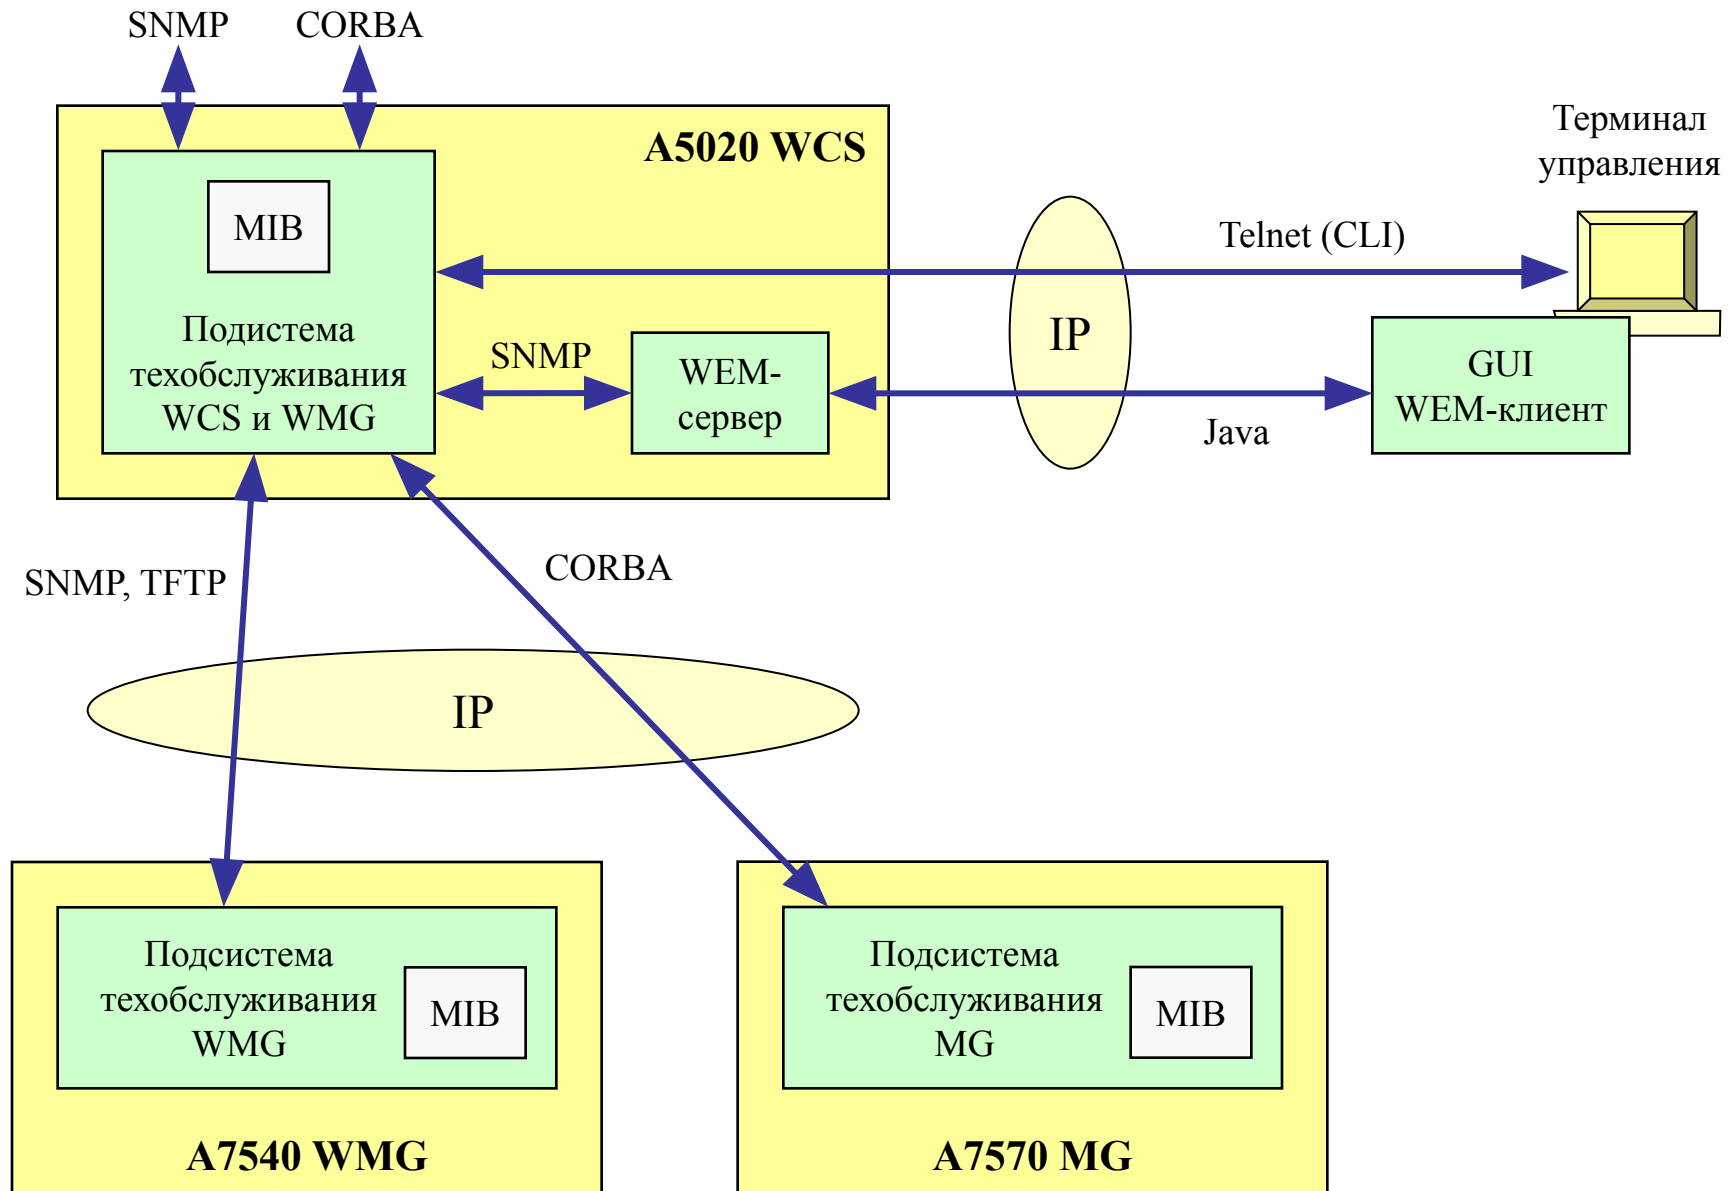 SNMP
CORBA
A5020 WCS
MIB
Подистема
техобслуживания
WCS и WMG
SNMP
WEM-
сервер
IP
Telnet (CLI)
Java
Терминал
управления
GUI
WEM-клиент
SNMP, TFTP
CORBA
IP
Подсистема
техобслуживания
WMG
MIB
A7540 WMG
Подсистема
техобслуживания
MG
MIB
A7570 MG